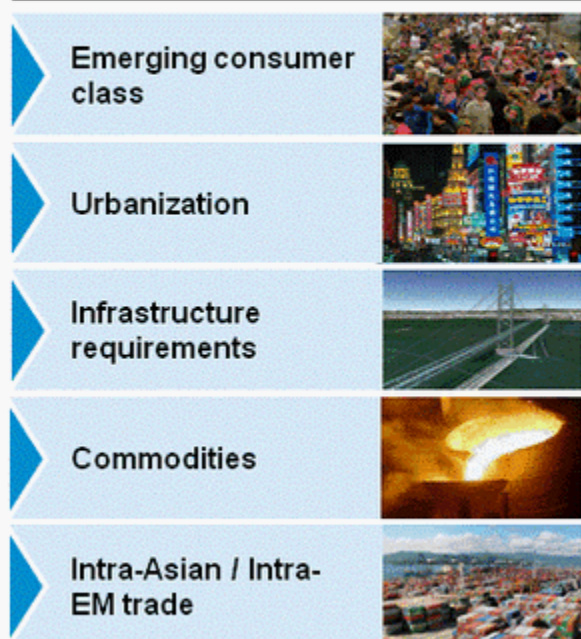 Emerging consumer
class
Urbanization
Infrastructure
requirements
Commodities
Intra-Asian / Intra-
EM trade